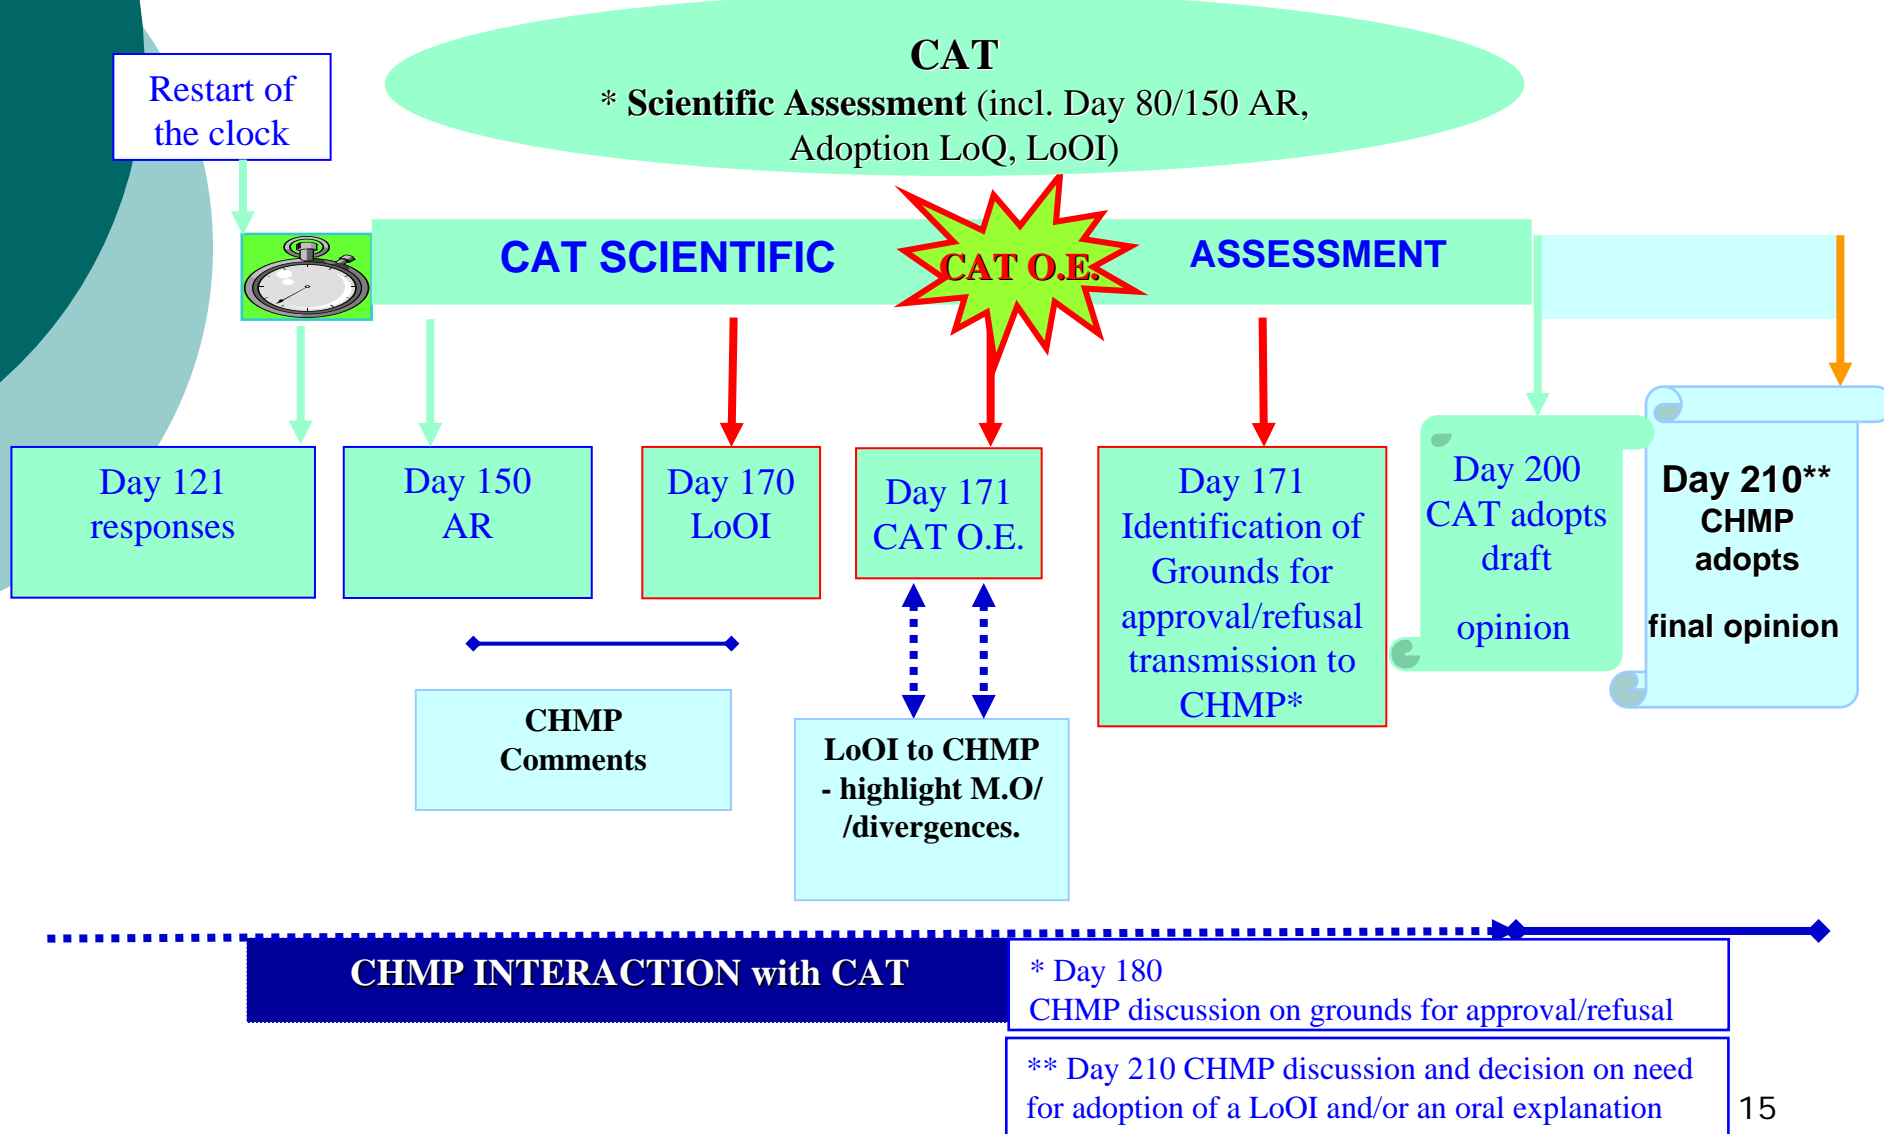 CAT
* Scientific Assessment (incl. Day 80/150 AR,
Adoption LoQ, LoOI)
Restart of
the clock
CAT SCIENTIFIC
CAT O.E.
ASSESSMENT
Day 121
responses
Day 150
AR
Day 170
LoOI
Day 171
CAT O.E.
Day 171
Identification of
Grounds for
approval/refusal
transmission to
CHMP*
Day 200
CAT adopts
draft
opinion
Day 210**
CHMP
adopts
final opinion
CHMP
Comments
LoOI to CHMP
- highlight M.O/
/divergences.
CHMP INTERACTION with CAT
* Day 180
CHMP discussion on grounds for approval/refusal
** Day 210 CHMP discussion and decision on need
for adoption of a LoOI and/or an oral explanation
15